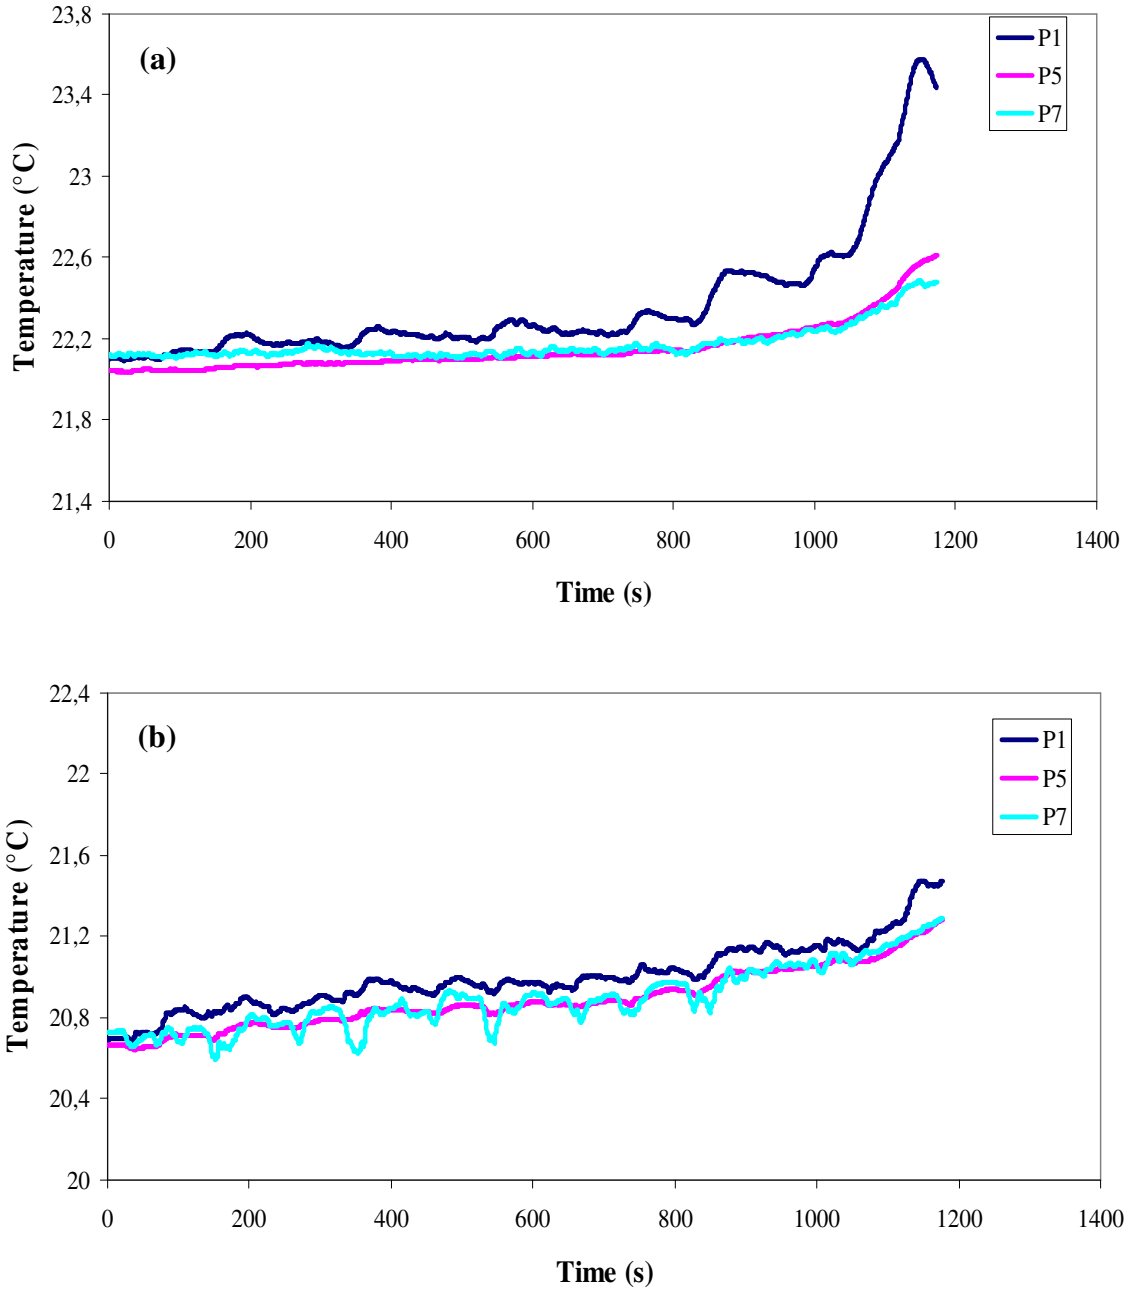 23,8
(a)
P1
P5
P7
23,4
23
22,6
22,2
21,8
21,4
Temperature (°C)
0 200 400 600 800 1000 1200 1400
Time (s)
22,4
(b)
P1
P5
P7
22
21,6
21,2
20,8
20,4
20
Temperature (°C)
0 200 400 600 800 1000 1200 1400
Time (s)